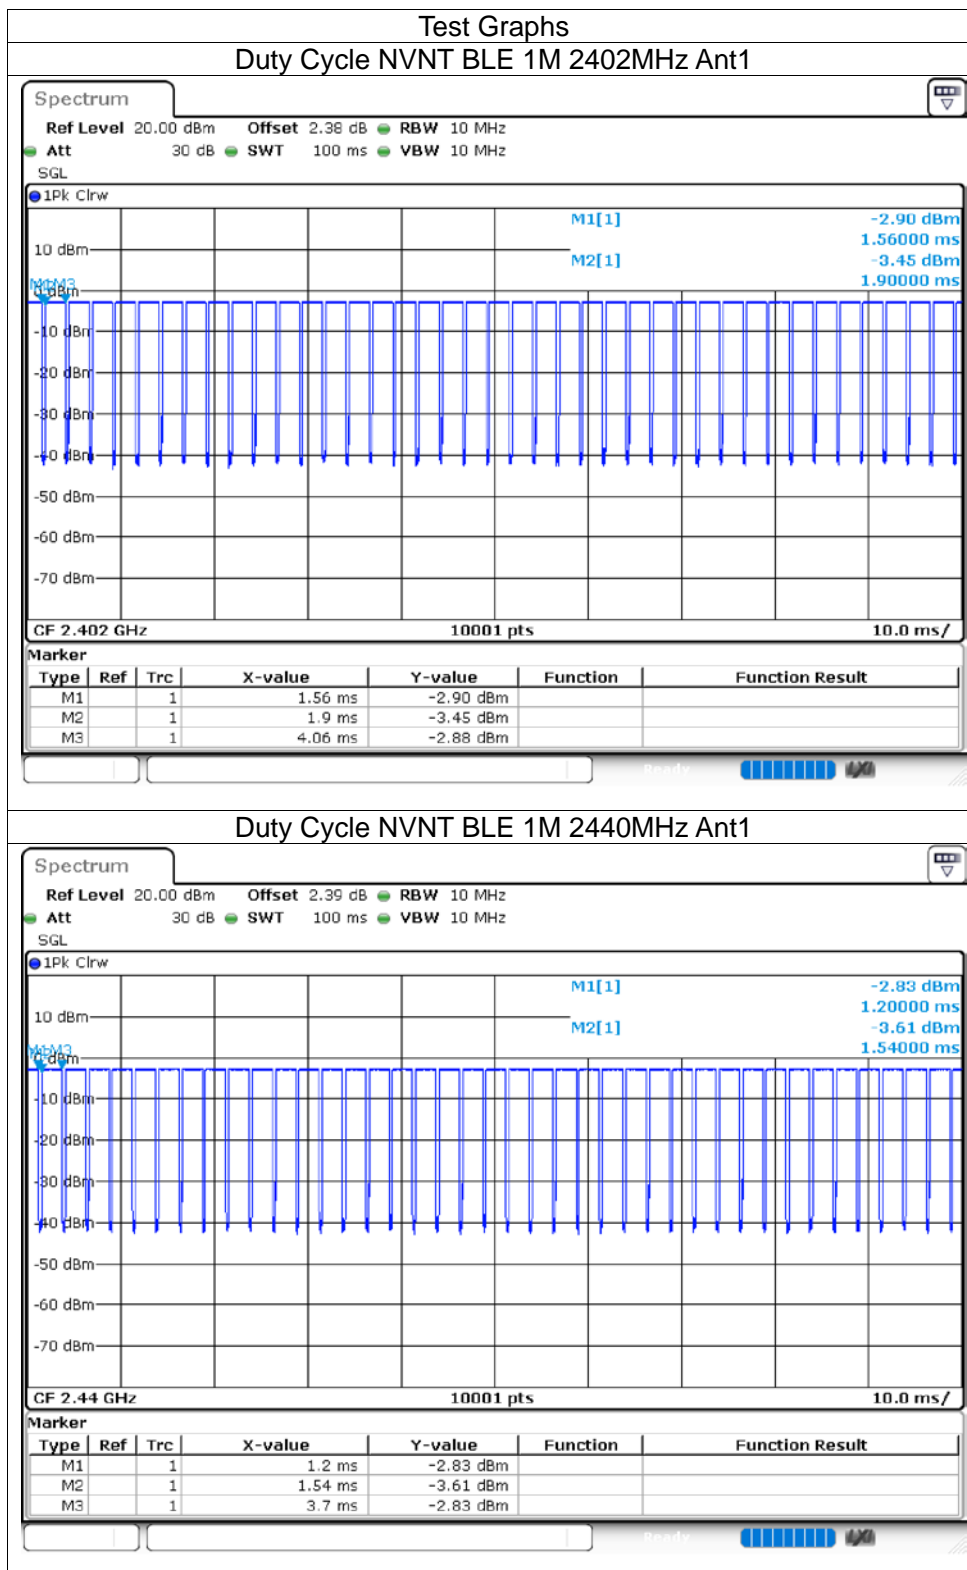 Test Graphs
Duty Cycle NVNT BLE 1M 2402MHz Ant1
Spectrum
Ref Level 20.00 dBm Offset 2.38 dB RBW 10 MHz
Att 30 dB SWT 100 ms VBW 10 MHz
SGL
1Pk Clrw
M1[1] -2.90 dBm
1.56000 ms
10 dBm
M2[1] -3.45 dBm
1.90000 ms
M3
0 dBm
-10 dBm
-20 dBm
-30 dBm
-40 dBm
-50 dBm
-60 dBm
-70 dBm
CF 2.402 GHz 10001 pts 10.0 ms/
Marker
Type Ref Trc X-value Y-value Function Function Result
M1 1 1.56 ms -2.90 dBm
M2 1 1.9 ms -3.45 dBm
M3 1 4.06 ms -2.88 dBm
Ready
Duty Cycle NVNT BLE 1M 2440MHz Ant1
Spectrum
Ref Level 20.00 dBm Offset 2.39 dB RBW 10 MHz
Att 30 dB SWT 100 ms VBW 10 MHz
SGL
1Pk Clrw
M1[1] -2.83 dBm
1.20000 ms
10 dBm
M2[1] -3.61 dBm
1.54000 ms
M3
0 dBm
-10 dBm
-20 dBm
-30 dBm
-40 dBm
-50 dBm
-60 dBm
-70 dBm
CF 2.44 GHz 10001 pts 10.0 ms/
Marker
Type Ref Trc X-value Y-value Function Function Result
M1 1 1.2 ms -2.83 dBm
M2 1 1.54 ms -3.61 dBm
M3 1 3.7 ms -2.83 dBm
Ready